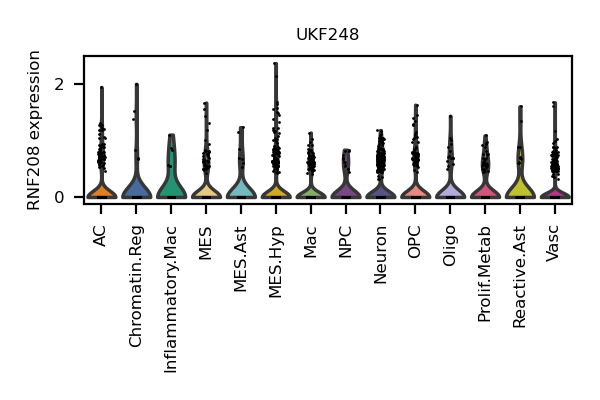 UKF248
RNF208 expression
2
0
AC
Chromatin.Reg
Inflammatory.Mac
MES
MES.Ast
MES.Hyp
Mac
NPC
Neuron
OPC
Oligo
Prolif.Metab
Reactive.Ast
Vasc